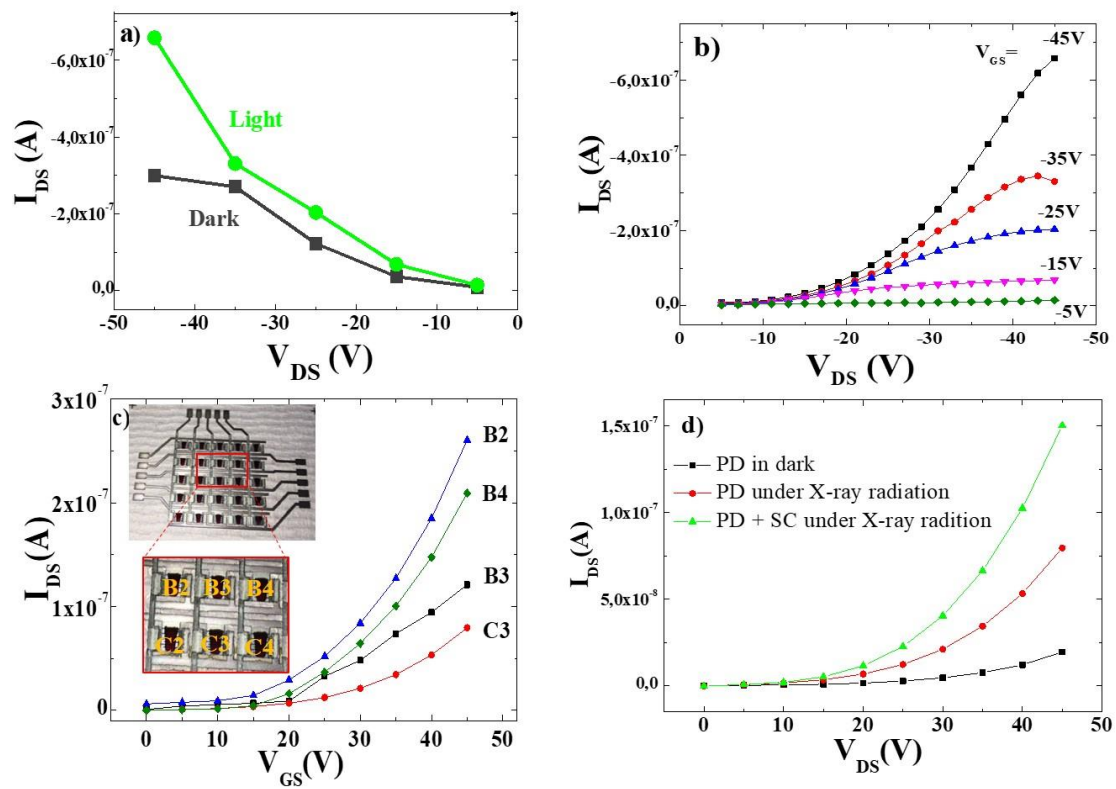 a)
-6,0x10⁻⁷
-4,0x10⁻⁷
-2,0x10⁻⁷
0,0
I_DS (A)
Light
Dark
-50 -40 -30 -20 -10 0
V_DS (V)
b)
V_GS=
-45V
-35V
-25V
-15V
-5V
-6,0x10⁻⁷
-4,0x10⁻⁷
-2,0x10⁻⁷
0,0
I_DS (A)
0 -10 -20 -30 -40 -50
V_DS (V)
c)
3x10⁻⁷
2x10⁻⁷
1x10⁻⁷
0
I_DS(A)
B2
B4
B3
C3
B2 B3 B4
C2 C3 C4
0 10 20 30 40 50
V_GS(V)
d)
1,5x10⁻⁷
1,0x10⁻⁷
5,0x10⁻⁸
0,0
I_DS(A)
PD in dark
PD under X-ray radiation
PD + SC under X-ray radition
0 10 20 30 40 50
V_DS(V)